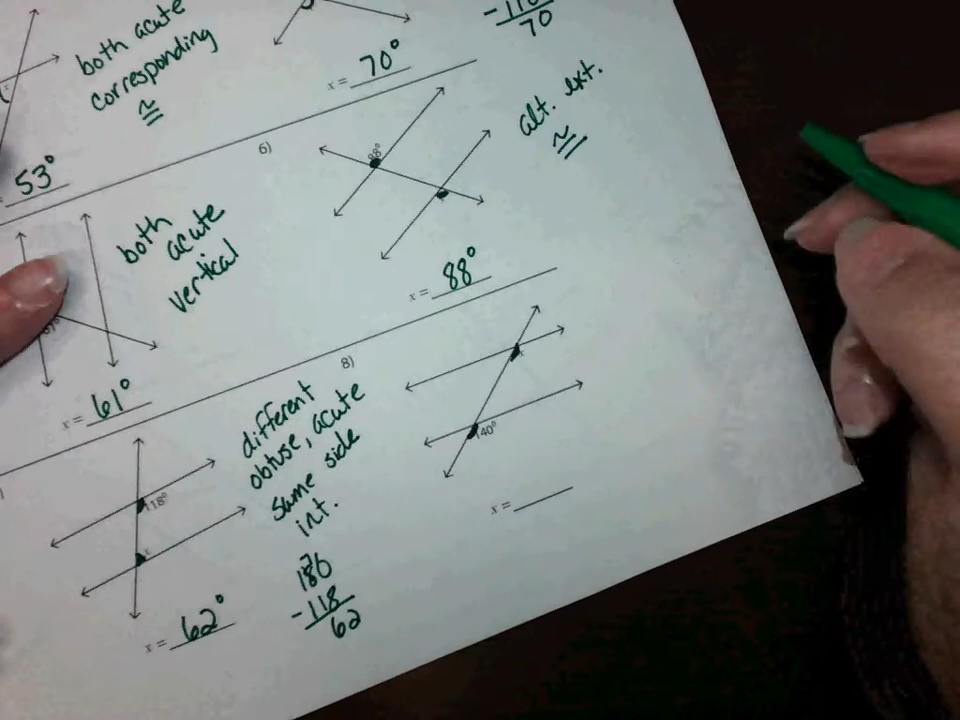 both acute
corresponding
≅
x = 70°
- 110
70
53°
6)
88°
alt. ext.
≅
x = 88°
both
acute
vertical
x = 61°
8)
different
obtuse, acute
same side
int.
180
- 118
62
118°
x
x = 62°
x
140°
x =